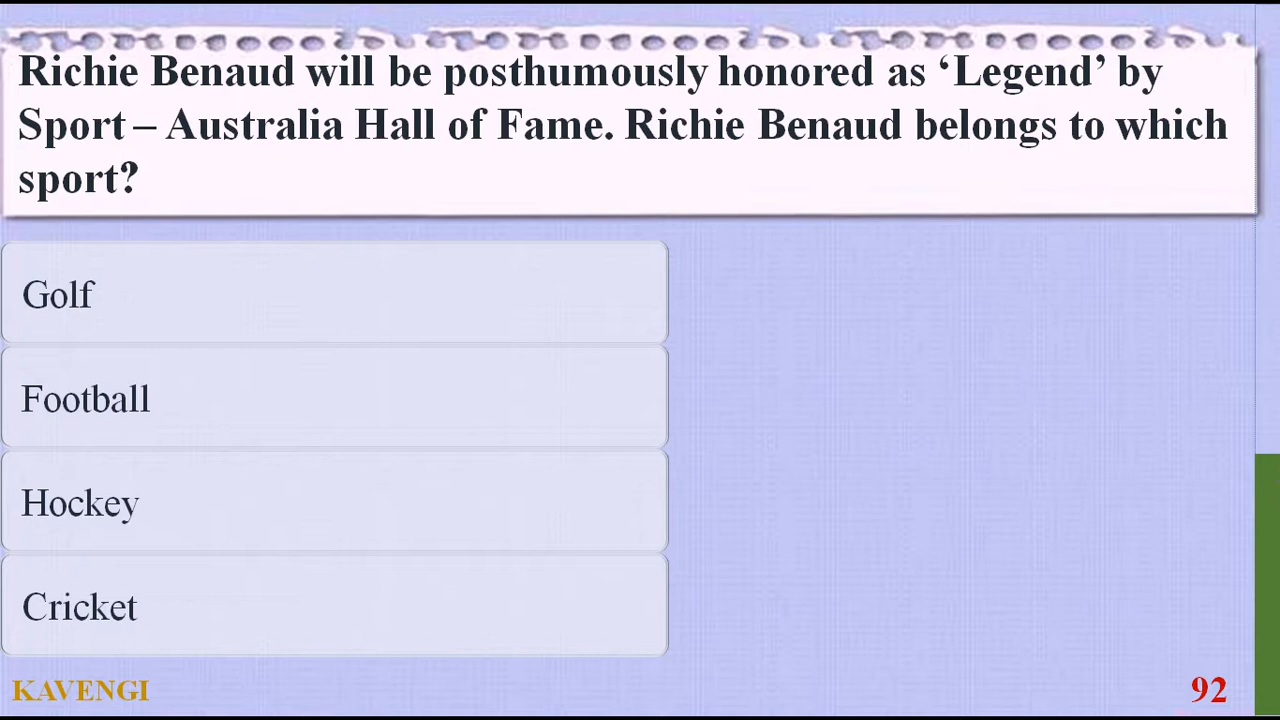 Richie Benaud will be posthumously honored as ‘Legend’ by
Sport – Australia Hall of Fame. Richie Benaud belongs to which
sport?
Golf
Football
Hockey
Cricket
KAVENGI
92